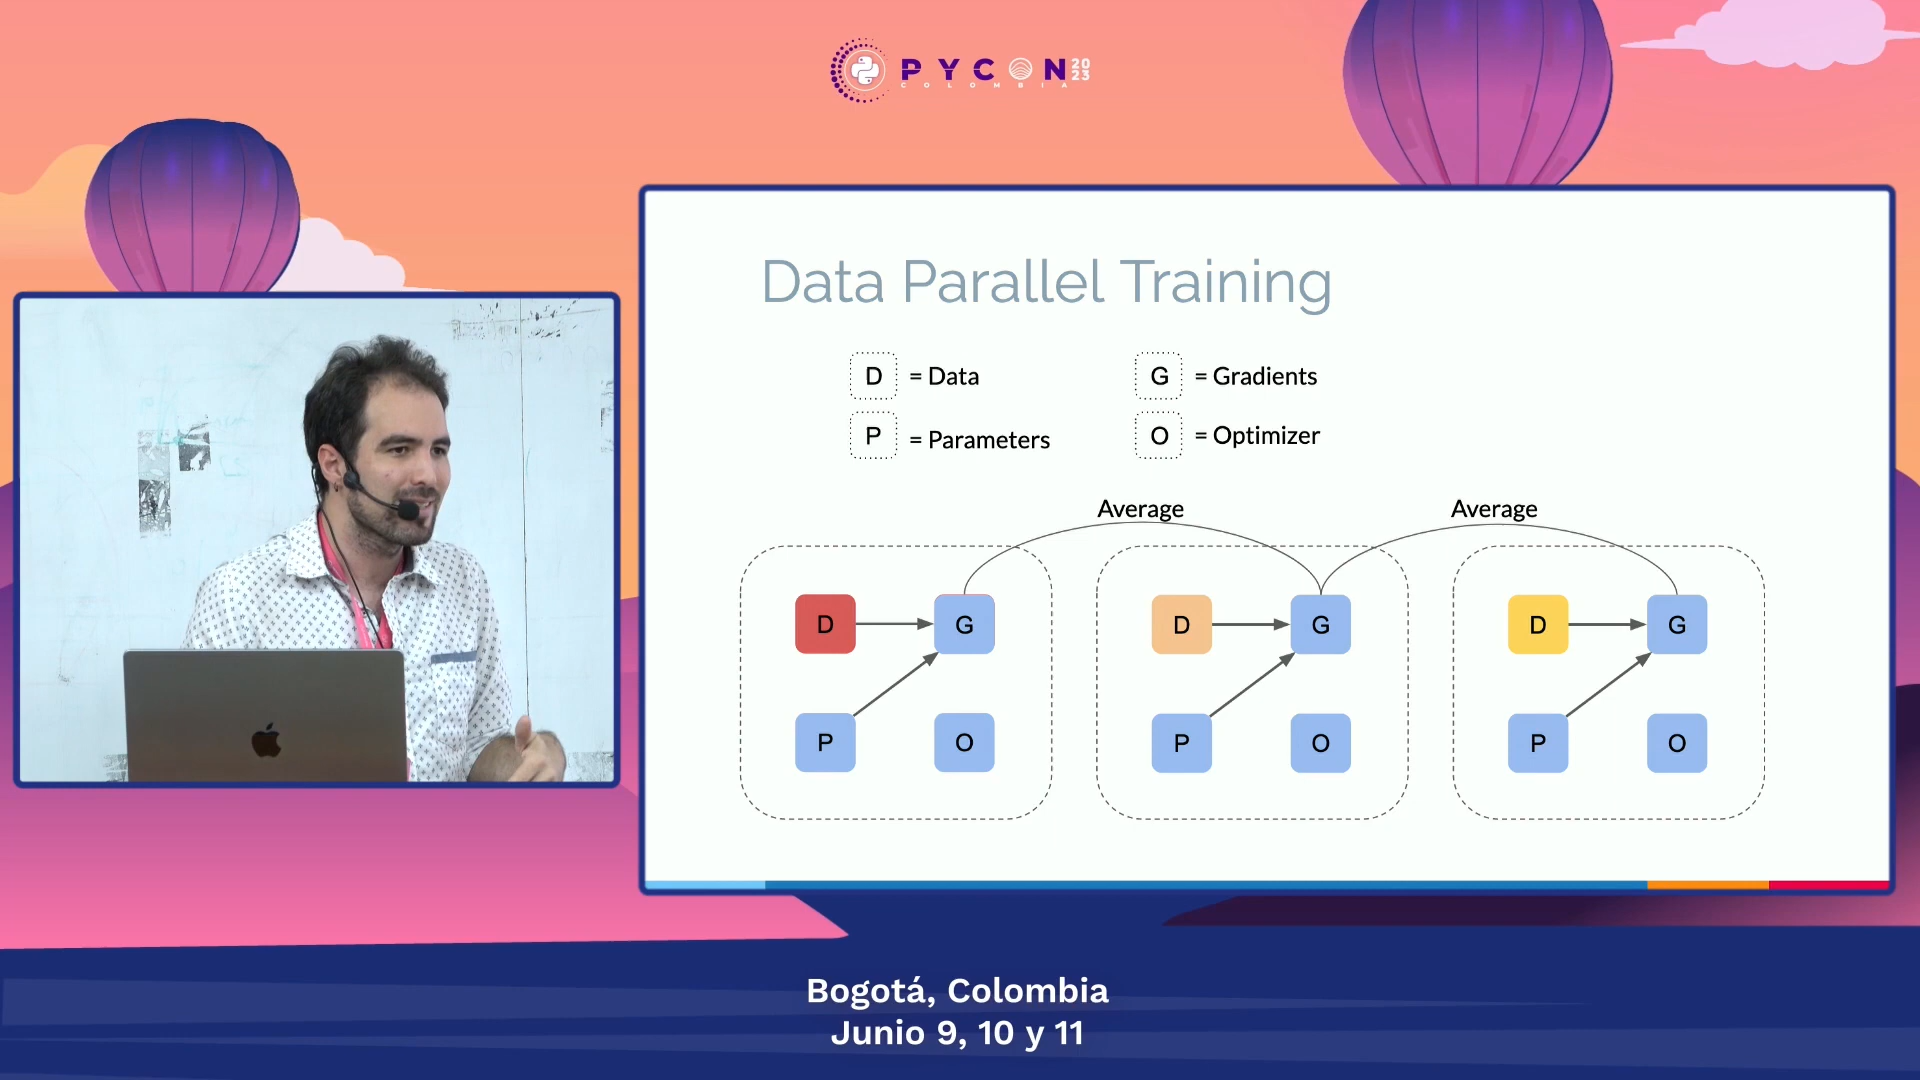 PYCON 2023
COLOMBIA
Data Parallel Training
D = Data
G = Gradients
P = Parameters
O = Optimizer
Average Average
D G D G D G
P O P O P O
Bogotá, Colombia
Junio 9, 10 y 11